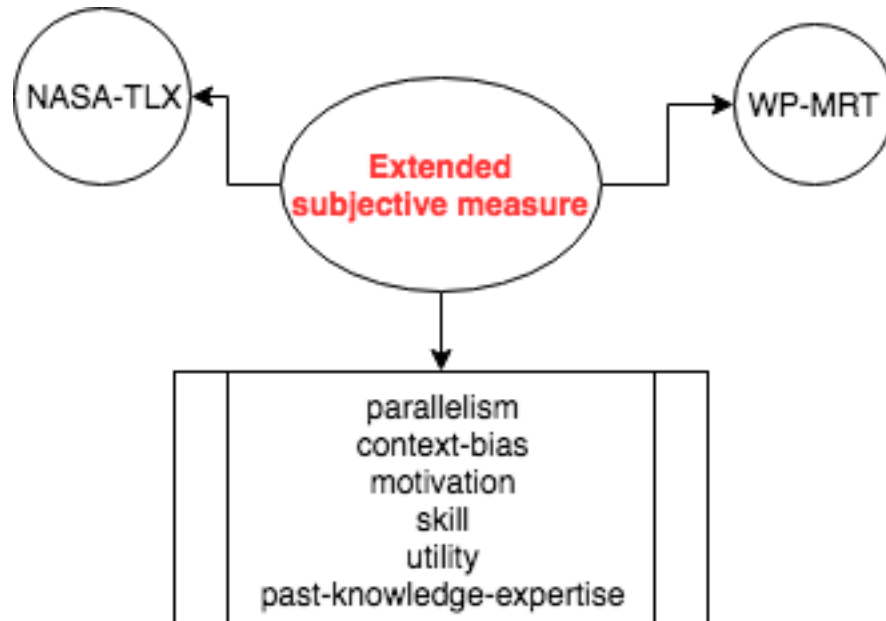 NASA-TLX
WP-MRT
Extended
subjective measure
parallelism
context-bias
motivation
skill
utility
past-knowledge-expertise